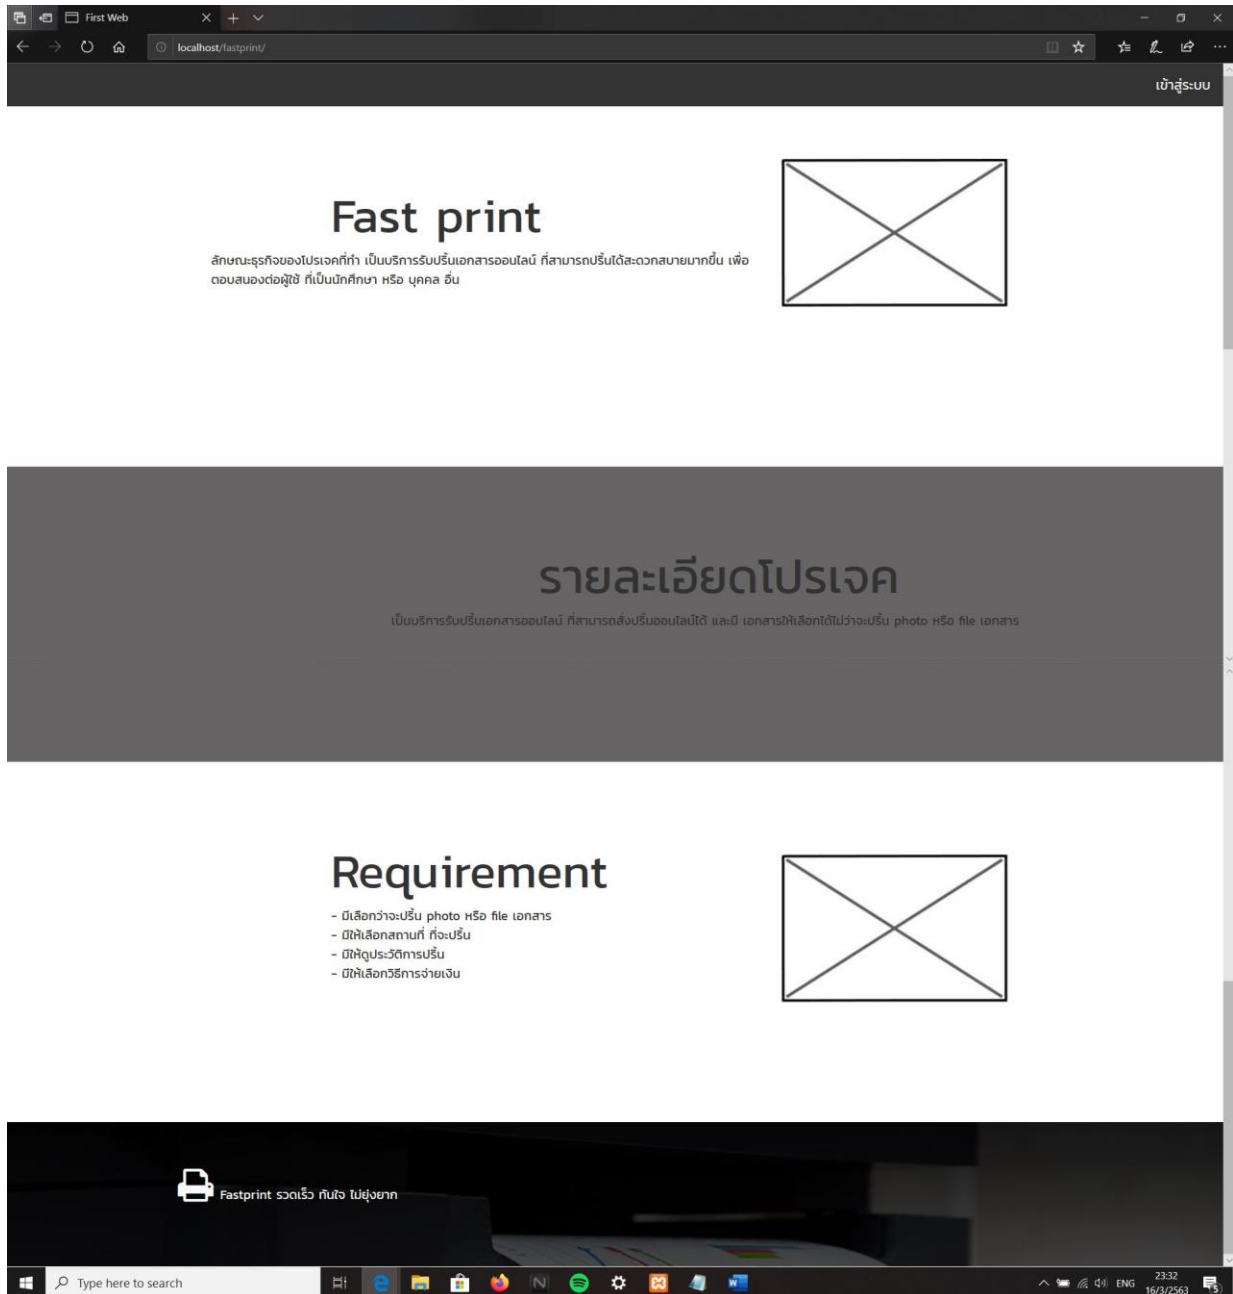 First Web
localhost/fastprint/
เข้าสู่ระบบ
Fast print
ลักษณะธุรกิจของโปรเจคที่ทำ เป็นบริการรับปริ้นเอกสารออนไลน์ ที่สามารถปริ้นได้สะดวกสบายมากขึ้น เพื่อ
ตอบสนองต่อผู้ใช้ ที่เป็นนักศึกษา หรือ บุคคล อื่น
รายละเอียดโปรเจค
เป็นบริการรับปริ้นเอกสารออนไลน์ ที่สามารถสั่งปริ้นออนไลน์ได้ และมี เอกสารให้เลือกได้ไม่ว่าจะปริ้น photo หรือ file เอกสาร
Requirement
- มีเลือกว่าจะปริ้น photo หรือ file เอกสาร
- มีให้เลือกสถานที่ ที่จะปริ้น
- มีให้ดูประวัติการปริ้น
- มีให้เลือกวิธีการจ่ายเงิน
Fastprint รวดเร็ว ทันใจ ไม่ยุ่งยาก
Type here to search
ENG
23:32
16/3/2563